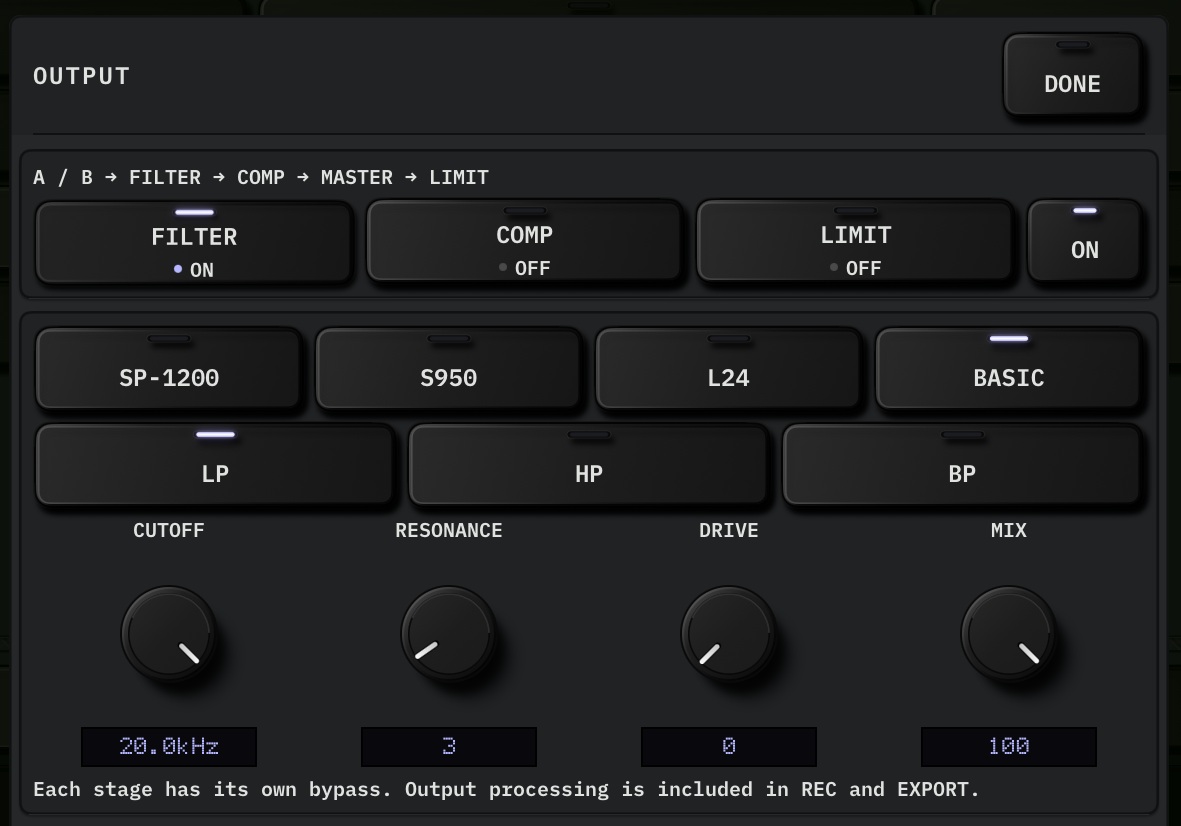 OUTPUT
DONE
A / B → FILTER → COMP → MASTER → LIMIT
FILTER
ON
COMP
OFF
LIMIT
OFF
ON
SP-1200
S950
L24
BASIC
LP
HP
BP
CUTOFF
RESONANCE
DRIVE
MIX
20.0kHz
3
0
100
Each stage has its own bypass. Output processing is included in REC and EXPORT.